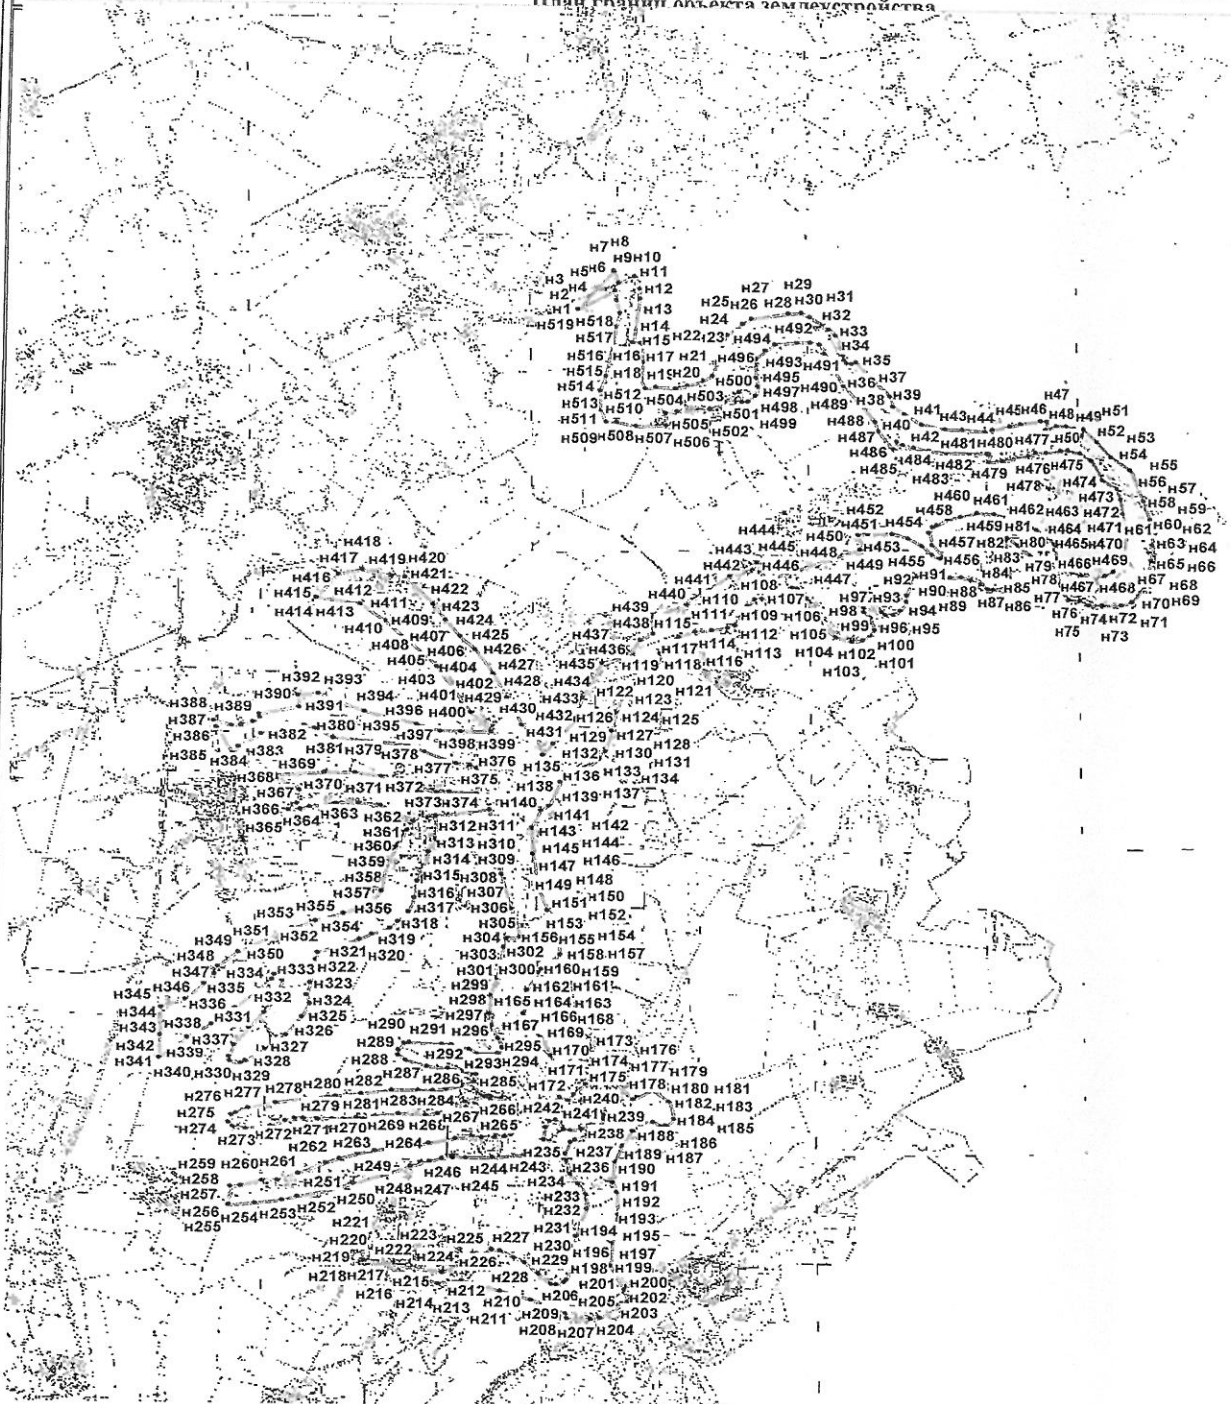 План границ объекта землеустройства
н7н8
н9н10
н3 н5н6 н11
н2 н4 н12 н27 н29
н1 н13 н25 н26 н28 н30 н31
н519 н518 н14 н24 н32
н517 н15 н22 н23 н494 н492 н33
н34
н516 н16 н17 н21 н496 н493 н491 н35
н515 н18 н19 н20 н500 н495 н37
н514 н512 н504 н503 н497 н490 н36 н39
н513 н510 н501 н498 н489 н38 н47
н511 н505 н502 н499 н488 н40 н41 н43 н44 н45 н46 н48 н49 н51
н509 н508 н507 н506 н487 н42 н481 н480 н477 н50 н52 н53
н486 н484 н482 н479 н476 н475 н54
н485 н483 н478 н474 н55
н460 н461 н473 н56 н57
н452 н458 н462 н463 н472 н58 н59
н444 н450 н451 н454 н459 н81 н464 н471 н61 н60 н62
н418 н443 н445 н448 н453 н457 н82 н80 н465 н470 н63 н64
н417 н419 н420 н442 н446 н449 н455 н456 н83 н79 н466 н469 н65 н66
н416 н421 н441 н108 н447 н92 н91 н84 н78 н467 н468 н67 н68
н415 н412 н422 н440 н110 н107 н97 н93 н90 н88 н85 н77 н70 н69
н414 н413 н411 н423 н439 н111 н109 н106 н98 н94 н89 н87 н86 н76 н74 н72 н71
н410 н409 н424 н438 н115 н112 н105 н99 н96 н95 н75 н73
н408 н407 н425 н437 н117 н114 н113 н104 н102 н100
н405 н406 н426 н436 н119 н118 н116 н103 н101
н392 н393 н403 н404 н427 н435 н120
н390 н394 н401 н402 н428 н434 н122 н121
н388 н389 н391 н396 н400 н429 н433 н123
н387 н380 н395 н430 н432 н126 н124 н125
н386 н382 н397 н398 н399 н431 н129 н127
н385 н383 н381 н379 н378 н132 н130 н128
н384 н369 н377 н376 н135 н131
н368 н370 н371 н372 н375 н138 н136 н133 н134
н367 н139 н137
н366 н363 н362 н373 н374 н140 н141
н365 н364 н361 н312 н311 н143 н142
н360 н313 н310 н145 н144
н359 н314 н309 н147 н146
н358 н315 н308 н149 н148
н357 н316 н307 н151 н150
н353 н355 н356 н317 н306 н153 н152
н351 н354 н318 н305 н156 н155 н154
н349 н352 н319 н304 н302 н158 н157
н348 н350 н321 н320 н303 н300 н160 н159
н347 н334 н333 н322 н301 н162 н161
н346 н335 н323 н299 н165 н164 н163
н345 н336 н332 н324 н298 н166 н168
н344 н331 н325 н290 н297 н167 н169
н343 н338 н326 н289 н291 н296 н295 н170 н173 н176
н342 н339 н337 н327 н288 н292 н293 н294 н171 н174 н177
н341 н340 н330 н328 н287 н286 н285 н172 н175 н179
н329 н178 н180 н181
н276 н277 н278 н280 н282 н283 н284 н266 н242 н240 н182 н183
н275 н279 н281 н267 н265 н241 н239 н184 н185
н274 н273 н272 н271 н270 н269 н268 н238 н188 н186
н262 н263 н264 н235 н237 н189 н187
н259 н260 н261 н249 н246 н244 н243 н236 н190
н258 н251 н248 н247 н245 н234 н191
н257 н252 н250 н233 н192
н256 н254 н253 н232 н193
н255 н221 н223 н225 н227 н231 н194 н195
н220 н222 н224 н226 н230 н196 н197
н219 н229 н198 н199
н218 н217 н215 н212 н228 н206 н201 н200
н216 н214 н213 н210 н209 н205 н202
н211 н203
н208 н207 н204